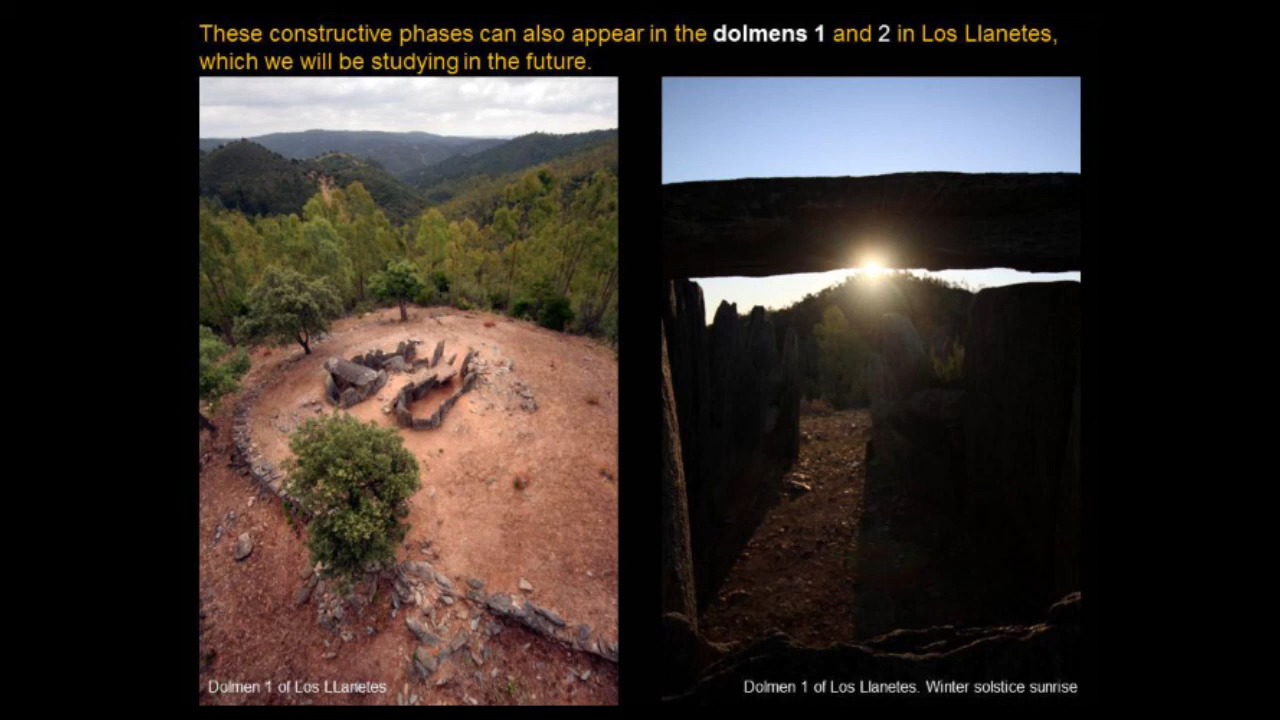 These constructive phases can also appear in the dolmens 1 and 2 in Los Llanetes,
which we will be studying in the future.
Dolmen 1 of Los LLanetes
Dolmen 1 of Los Llanetes. Winter solstice sunrise